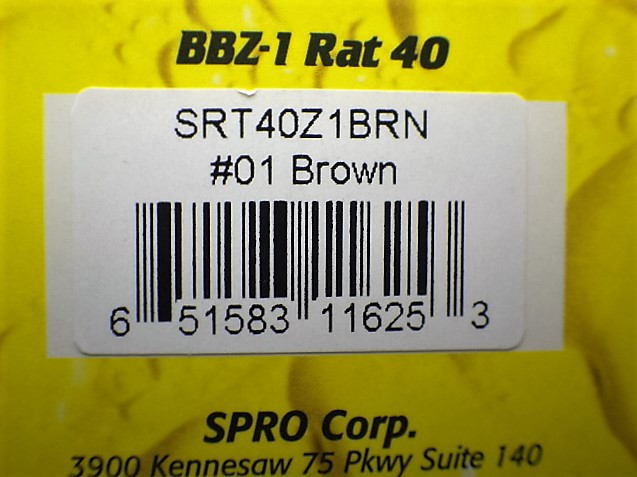 BBZ-1 Rat 40
SRT40Z1BRN
#01 Brown
6 51583 11625 3
SPRO Corp.
3900 Kennesaw 75 Pkwy Suite 140